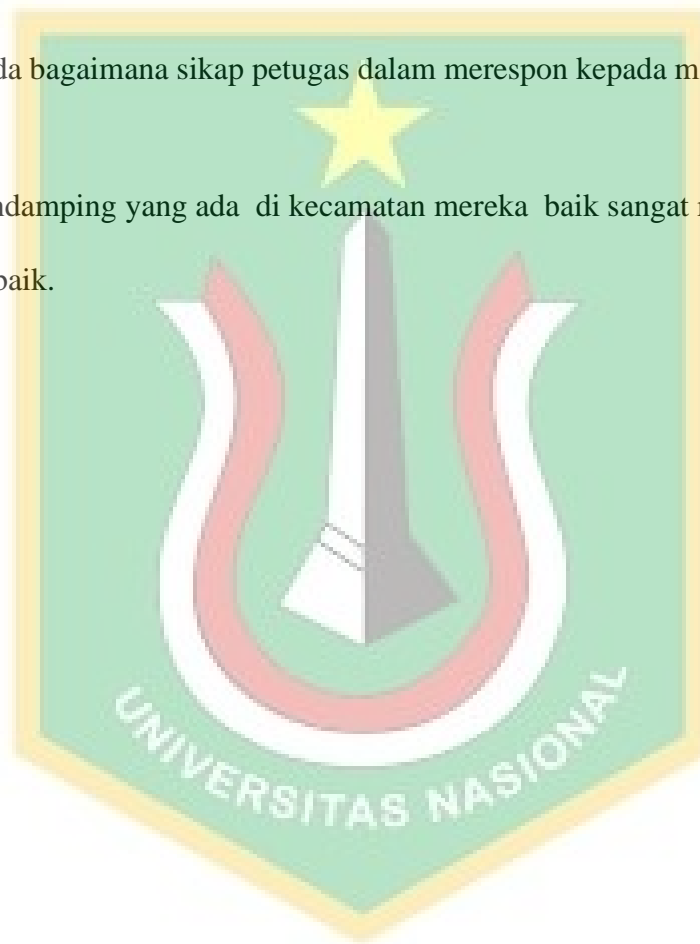 da bagaimana sikap petugas dalam merespon kepada m
ndamping yang ada di kecamatan mereka baik sangat
baik.
UNIVERSITAS NASIONAL